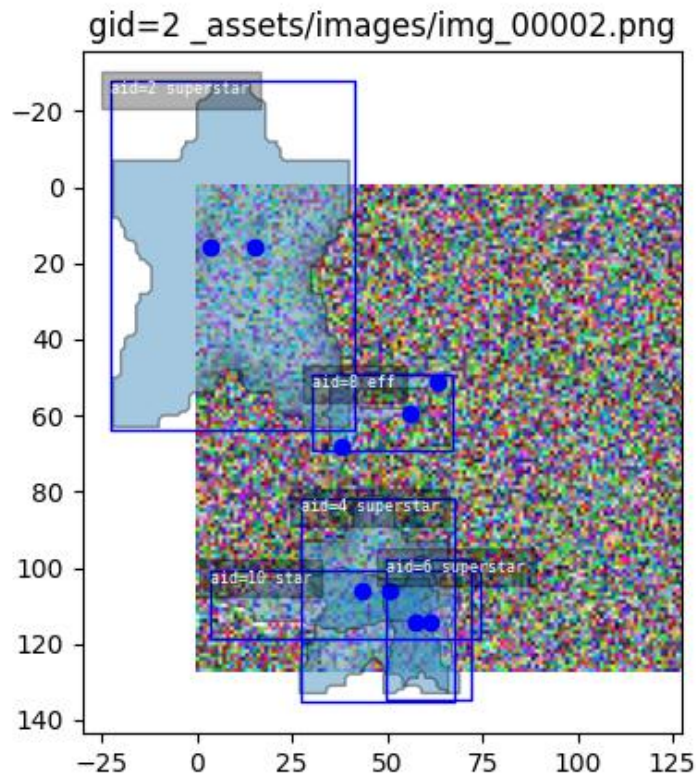 gid=2 _assets/images/img_00002.png
aid=2 superstar
−20
0
20
40
aid=8 eff
60
80
aid=4 superstar
100
aid=6 superstar
aid=10 star
120
140
−25 0 25 50 75 100 125